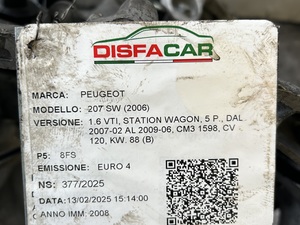 DISFACAR
MARCA: PEUGEOT
MODELLO: 207 SW (2006)
VERSIONE: 1.6 VTI, STATION WAGON, 5 P., DAL
2007-02 AL 2009-06, CM3 1598, CV
120, KW. 88 (B)
P5: 8FS
EMISSIONE: EURO 4
NS: 377/2025
DATA:13/02/2025 15:14:00
ANNO IMM: 2008